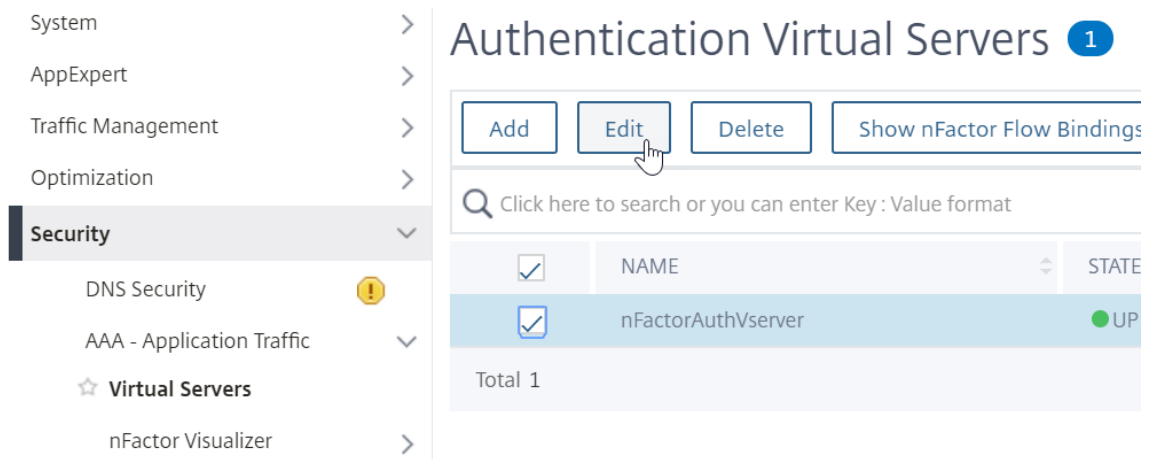 System
AppExpert
Traffic Management
Optimization
Security
DNS Security
AAA - Application Traffic
Virtual Servers
nFactor Visualizer
Authentication Virtual Servers 1
Add Edit Delete Show nFactor Flow Bindings
Click here to search or you can enter Key : Value format
NAME STATE
nFactorAuthVserver UP
Total 1